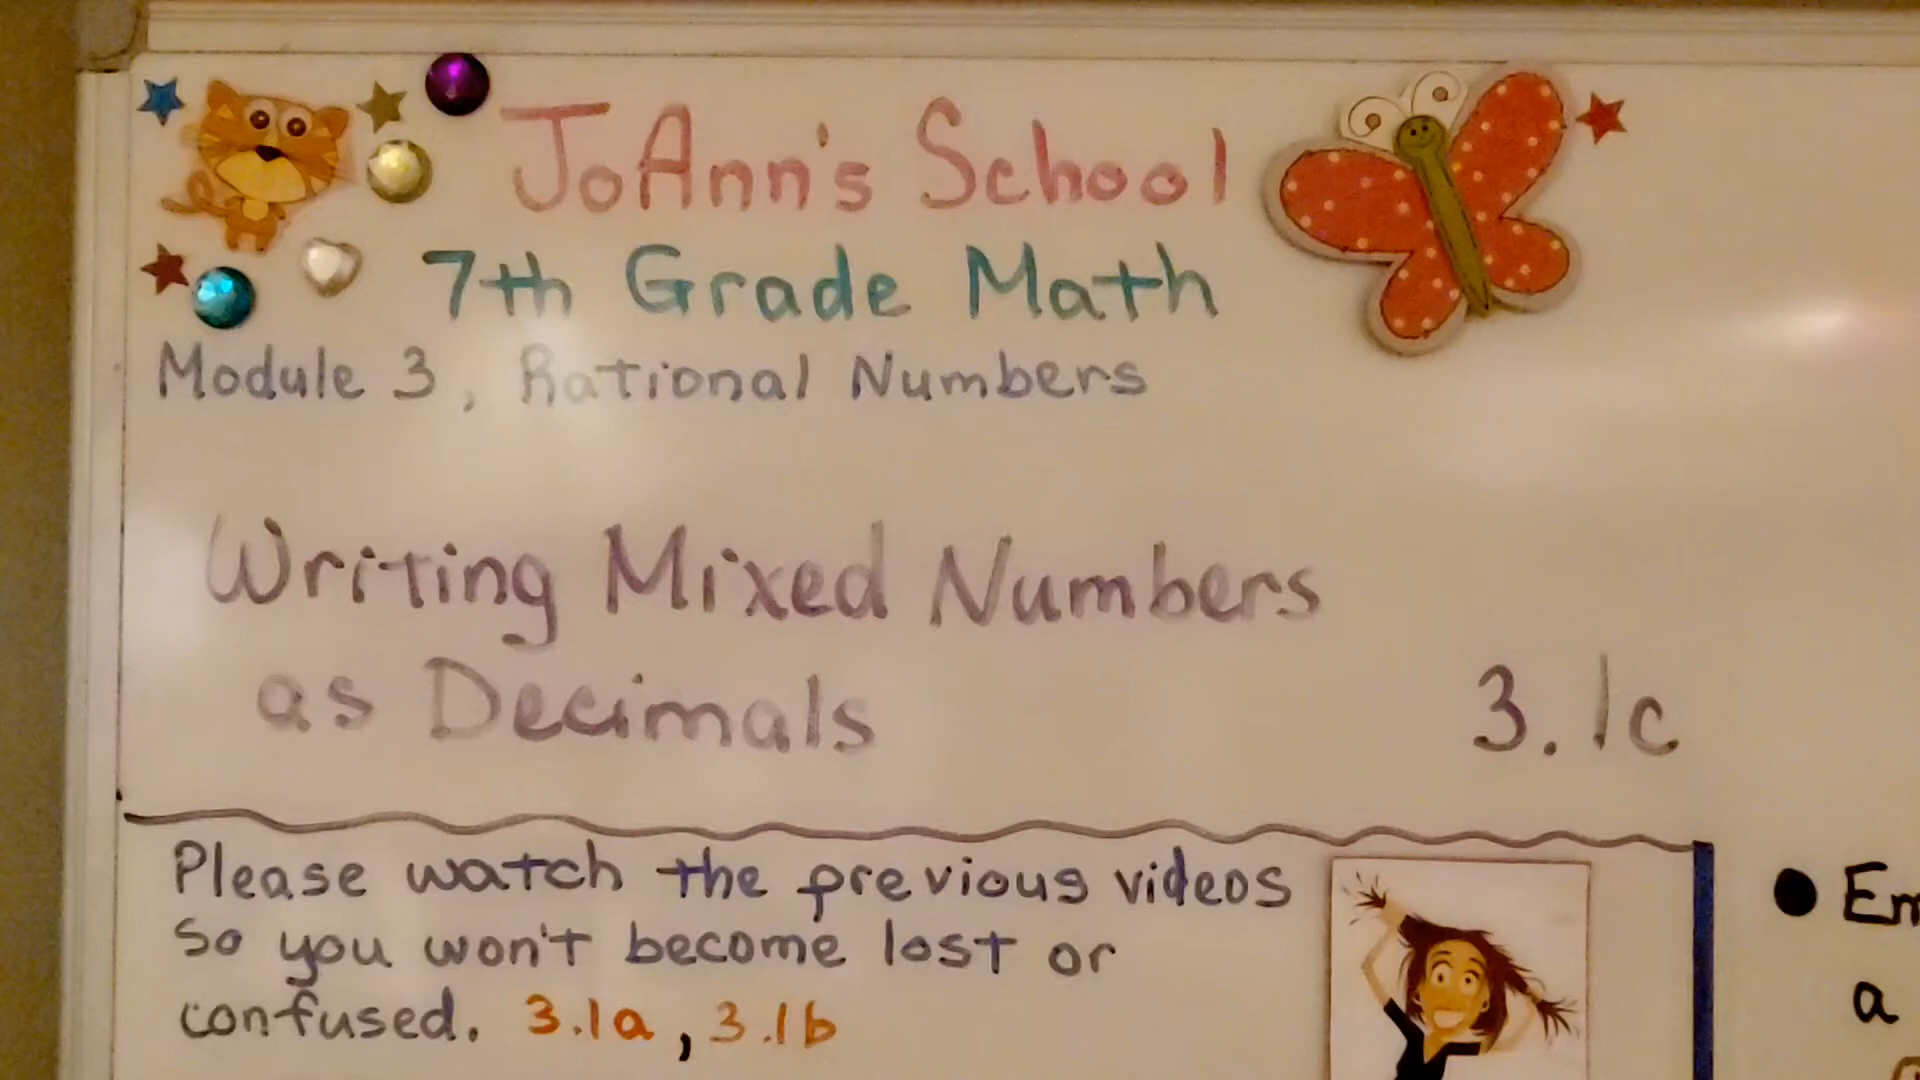 JoAnn's School
7th Grade Math
Module 3, Rational Numbers
Writing Mixed Numbers
as Decimals
3.1c
Please watch the previous videos
so you won't become lost or
confused. 3.1a, 3.1b
• Em
a